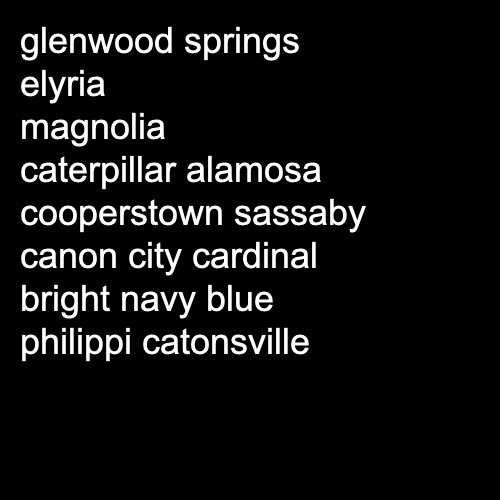 glenwood springs
elyria
magnolia
caterpillar alamosa
cooperstown sassaby
canon city cardinal
bright navy blue
philippi catonsville